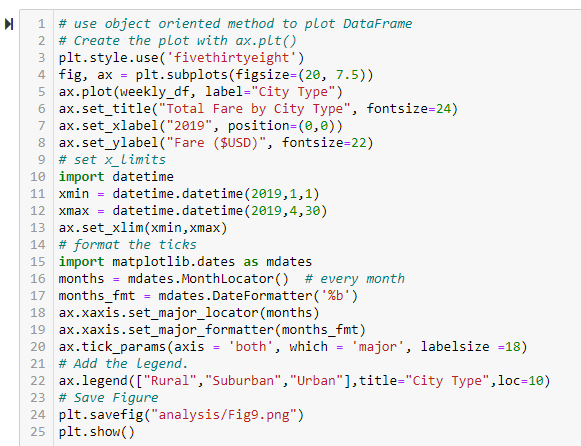 1 # use object oriented method to plot DataFrame
2 # Create the plot with ax.plt()
3 plt.style.use('fivethirtyeight')
4 fig, ax = plt.subplots(figsize=(20, 7.5))
5 ax.plot(weekly_df, label="City Type")
6 ax.set_title("Total Fare by City Type", fontsize=24)
7 ax.set_xlabel("2019", position=(0,0))
8 ax.set_ylabel("Fare ($USD)", fontsize=22)
9 # set x_limits
10 import datetime
11 xmin = datetime.datetime(2019,1,1)
12 xmax = datetime.datetime(2019,4,30)
13 ax.set_xlim(xmin,xmax)
14 # format the ticks
15 import matplotlib.dates as mdates
16 months = mdates.MonthLocator()  # every month
17 months_fmt = mdates.DateFormatter('%b')
18 ax.xaxis.set_major_locator(months)
19 ax.xaxis.set_major_formatter(months_fmt)
20 ax.tick_params(axis = 'both', which = 'major', labelsize =18)
21 # Add the legend.
22 ax.legend(["Rural","Suburban","Urban"],title="City Type",loc=10)
23 # Save Figure
24 plt.savefig("analysis/Fig9.png")
25 plt.show()